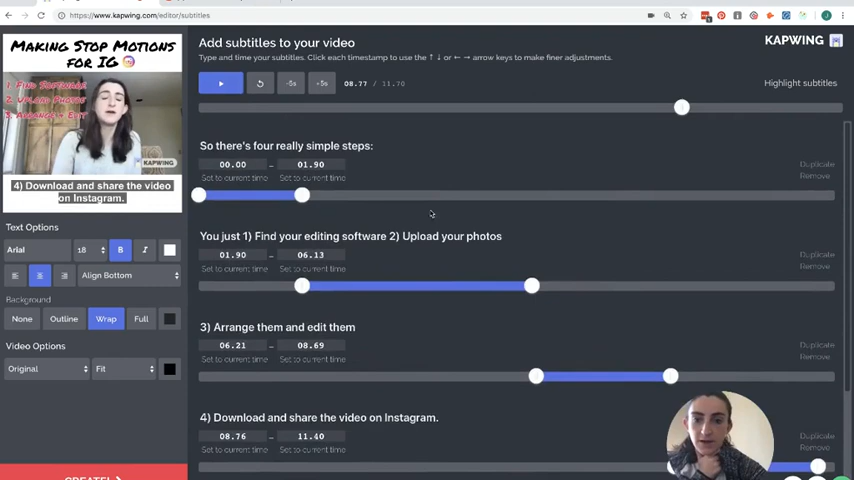 https://www.kapwing.com/editor/subtitles
Making Stop Motions
for IG
1. Find Software
2. Upload Photos
3. Arrange + Edit
KAPWING
4) Download and share the video
on Instagram.
Text Options
Arial
18
B
I
Align Bottom
Background
None
Outline
Wrap
Full
Video Options
Original
Fit
CREATE!
Add subtitles to your video
Type and time your subtitles. Click each timestamp to use the ↑ ↓ or ← → arrow keys to make finer adjustments.
KAPWING
-5s
+5s
08.77 / 11.70
Highlight subtitles
So there's four really simple steps:
00.00 – 01.90
Set to current time
Set to current time
Duplicate
Remove
You just 1) Find your editing software 2) Upload your photos
01.90 – 06.13
Set to current time
Set to current time
Duplicate
Remove
3) Arrange them and edit them
06.21 – 08.69
Set to current time
Set to current time
Duplicate
Remove
4) Download and share the video on Instagram.
08.76 – 11.40
Set to current time
Set to current time
Duplicate
Remove